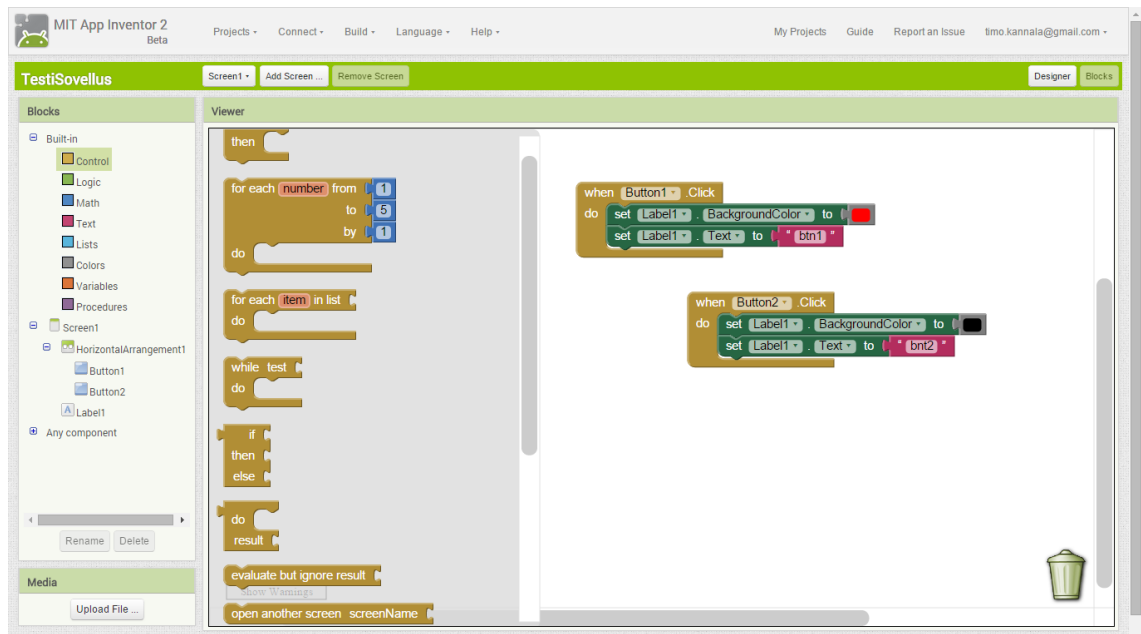 MIT App Inventor 2
Beta
Projects Connect Build Language Help My Projects Guide Report an Issue timo.kannala@gmail.com
TestiSovellus Screen1 Add Screen ... Remove Screen Designer Blocks
Blocks
Built-in
Control
Logic
Math
Text
Lists
Colors
Variables
Procedures
Screen1
HorizontalArrangement1
Button1
Button2
A Label1
Any component
Rename Delete
Media
Upload File ...
Viewer
then
for each number from 1
to 5
by 1
do
for each item in list
do
while test
do
if
then
else
do
result
evaluate but ignore result
Show Warnings
open another screen screenName
when Button1 .Click
do set Label1 . BackgroundColor to
set Label1 . Text to " btn1 "
when Button2 .Click
do set Label1 . BackgroundColor to
set Label1 . Text to " bnt2 "